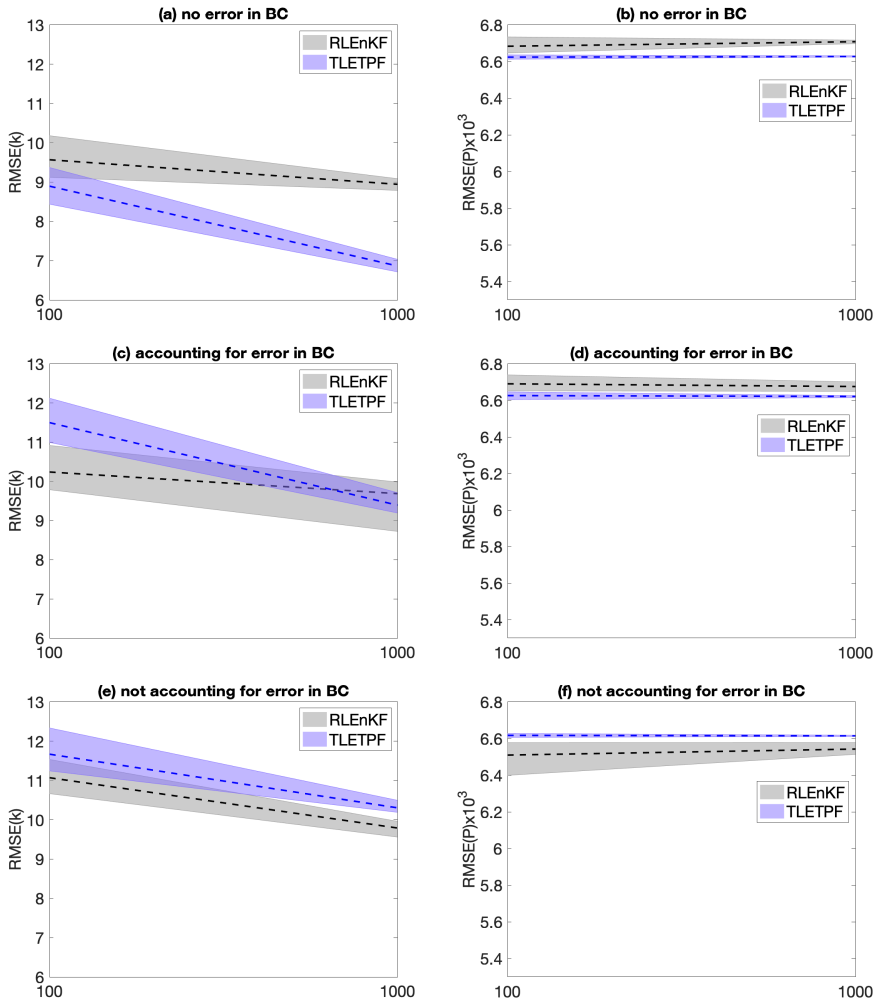 (a) no error in BC
13
12
11
10
9
8
7
6
RMSE(k)
100
1000
RLEnKF
TLETPF
(b) no error in BC
6.8
6.6
6.4
6.2
6
5.8
5.6
5.4
RMSE(P)x10³
100
1000
RLEnKF
TLETPF
(c) accounting for error in BC
13
12
11
10
9
8
7
6
RMSE(k)
100
1000
RLEnKF
TLETPF
(d) accounting for error in BC
6.8
6.6
6.4
6.2
6
5.8
5.6
5.4
RMSE(P)x10³
100
1000
RLEnKF
TLETPF
(e) not accounting for error in BC
13
12
11
10
9
8
7
6
RMSE(k)
100
1000
RLEnKF
TLETPF
(f) not accounting for error in BC
6.8
6.6
6.4
6.2
6
5.8
5.6
5.4
RMSE(P)x10³
100
1000
RLEnKF
TLETPF